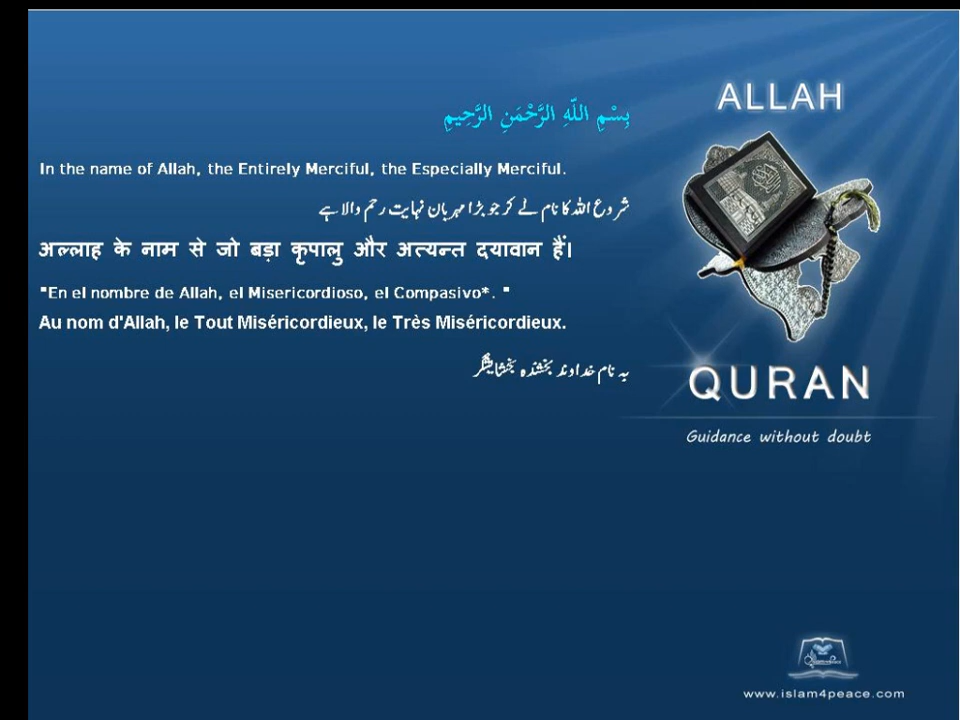 بِسْمِ اللّهِ الرَّحْمَنِ الرَّحِيمِ
In the name of Allah, the Entirely Merciful, the Especially Merciful.
شروع الله کا نام لے کر جو بڑا مہربان نہایت رحم والا ہے
अल्लाह के नाम से जो बड़ा कृपालु और अत्यन्त दयावान हैं।
"En el nombre de Allah, el Misericordioso, el Compasivo*. "
Au nom d'Allah, le Tout Miséricordieux, le Très Miséricordieux.
به نام خداوند بخشنده بخشایشگر
ALLAH
QURAN
Guidance without doubt
www.islam4peace.com